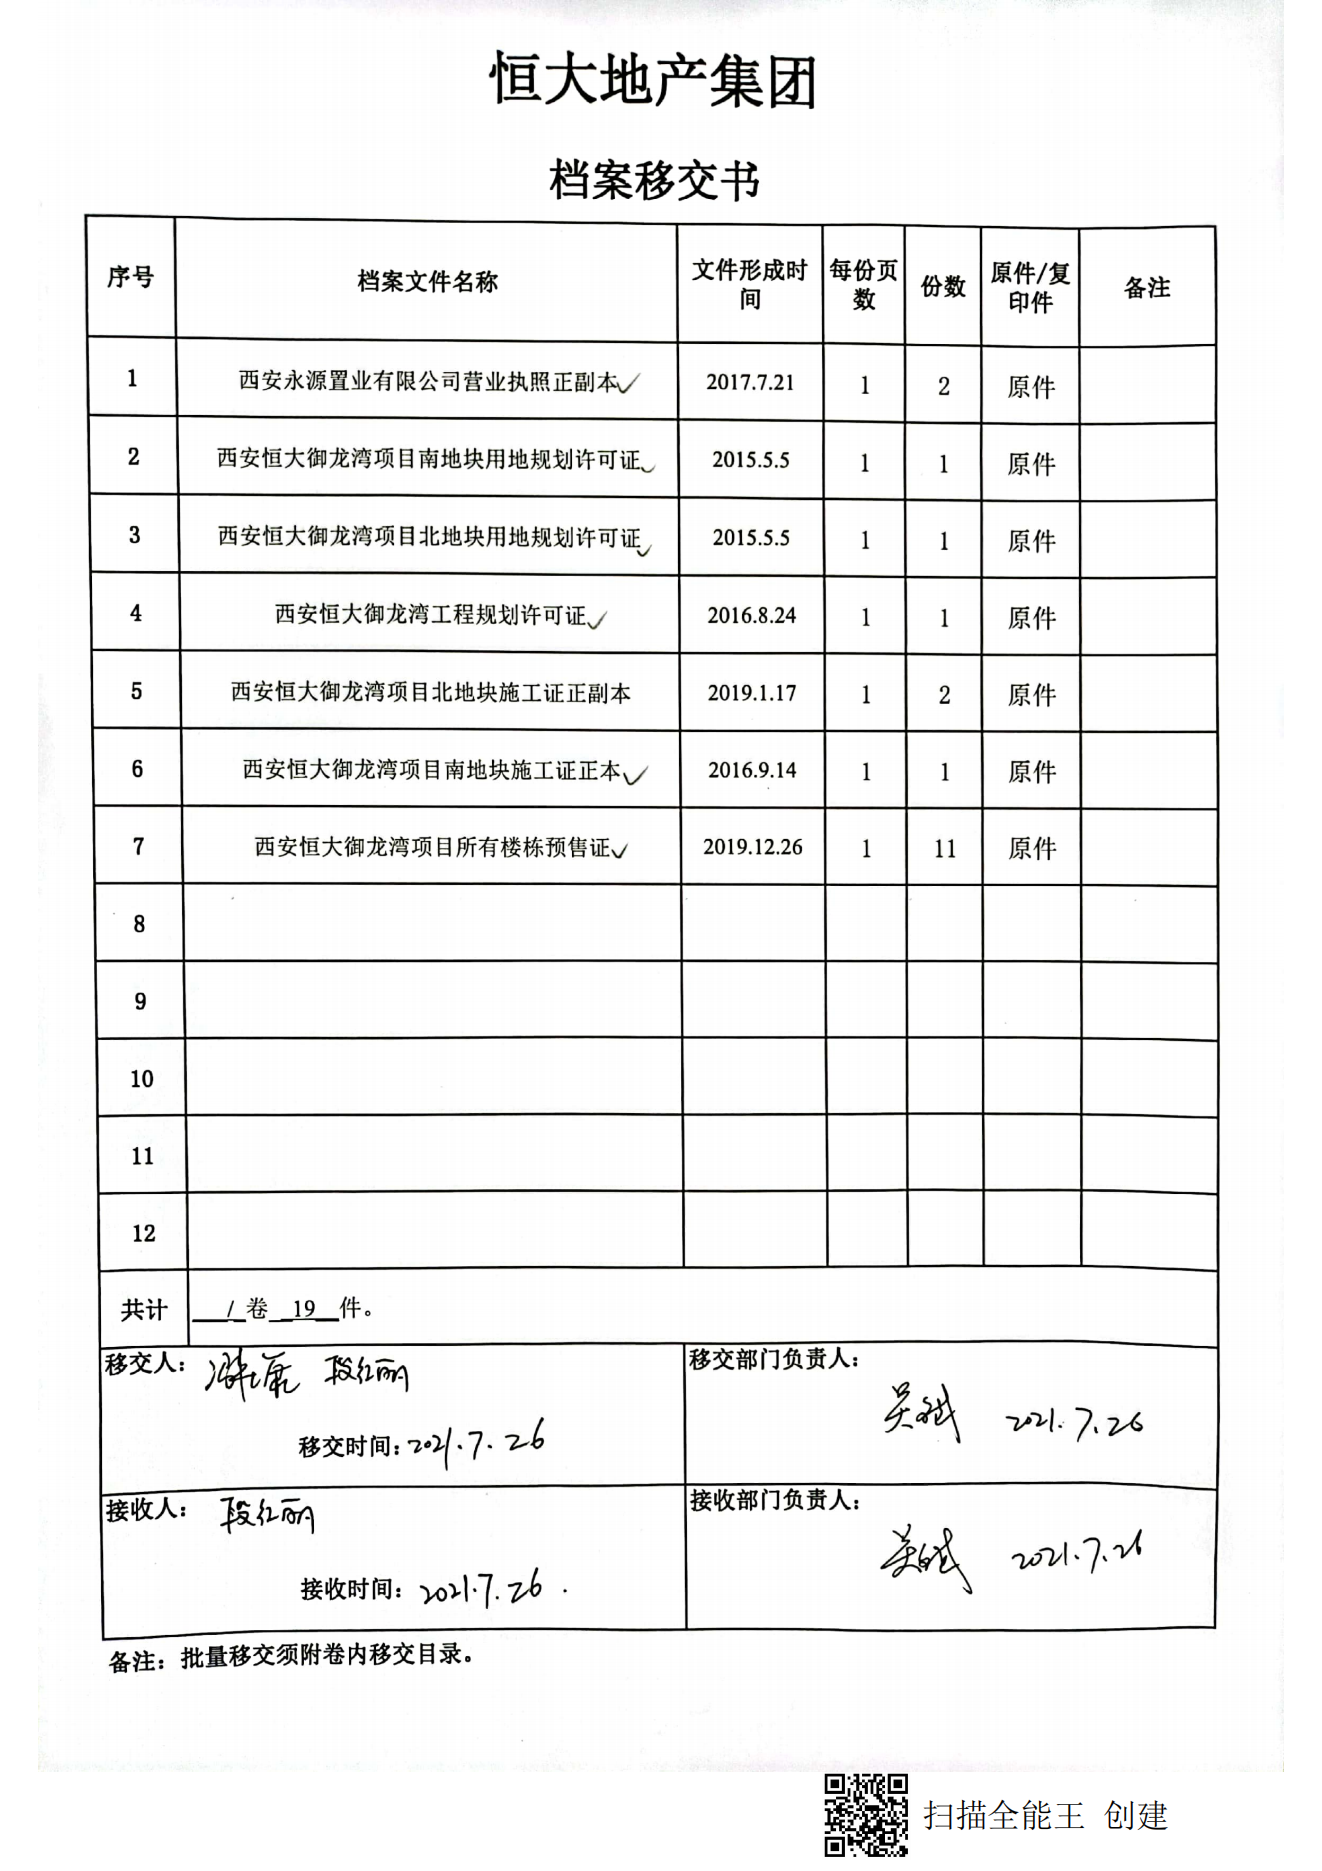 恒大地产集团
档案移交书
序号 档案文件名称 文件形成时间 每份页数 份数 原件/复印件 备注
1 西安永源置业有限公司营业执照正副本✓ 2017.7.21 1 2 原件
2 西安恒大御龙湾项目南地块用地规划许可证✓ 2015.5.5 1 1 原件
3 西安恒大御龙湾项目北地块用地规划许可证✓ 2015.5.5 1 1 原件
4 西安恒大御龙湾工程规划许可证✓ 2016.8.24 1 1 原件
5 西安恒大御龙湾项目北地块施工证正副本 2019.1.17 1 2 原件
6 西安恒大御龙湾项目南地块施工证正本✓ 2016.9.14 1 1 原件
7 西安恒大御龙湾项目所有楼栋预售证✓ 2019.12.26 1 11 原件
8
9
10
11
12
共计 / 卷 19 件。
移交人： 段红丽
移交时间：2021.7.26
移交部门负责人：
吴斌 2021.7.26
接收人： 段红丽
接收时间：2021.7.26.
接收部门负责人：
吴斌 2021.7.26
备注：批量移交须附卷内移交目录。
扫描全能王 创建